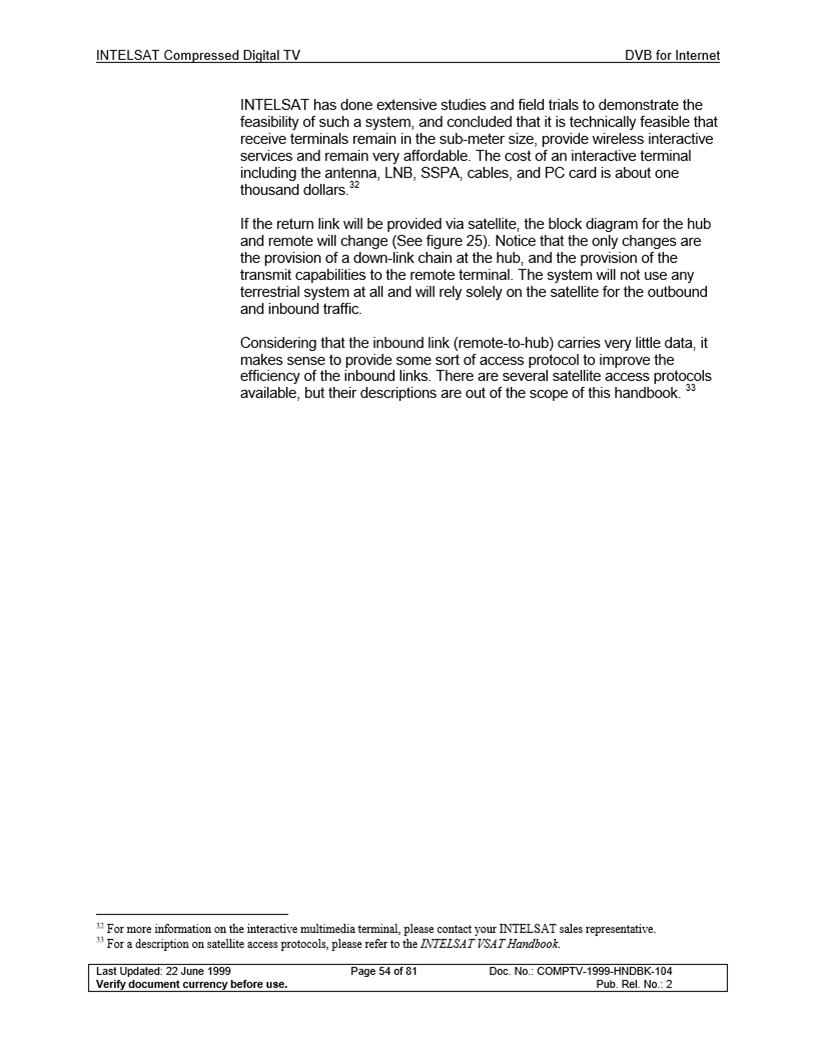 INTELSAT Compressed Digital TV DVB for Internet
INTELSAT has done extensive studies and field trials to demonstrate the
feasibility of such a system, and concluded that it is technically feasible that
receive terminals remain in the sub-meter size, provide wireless interactive
services and remain very affordable. The cost of an interactive terminal
including the antenna, LNB, SSPA, cables, and PC card is about one
thousand dollars.32
If the return link will be provided via satellite, the block diagram for the hub
and remote will change (See figure 25). Notice that the only changes are
the provision of a down-link chain at the hub, and the provision of the
transmit capabilities to the remote terminal. The system will not use any
terrestrial system at all and will rely solely on the satellite for the outbound
and inbound traffic.
Considering that the inbound link (remote-to-hub) carries very little data, it
makes sense to provide some sort of access protocol to improve the
efficiency of the inbound links. There are several satellite access protocols
available, but their descriptions are out of the scope of this handbook. 33
32 For more information on the interactive multimedia terminal, please contact your INTELSAT sales representative.
33 For a description on satellite access protocols, please refer to the INTELSAT VSAT Handbook.
Last Updated: 22 June 1999 Page 54 of 81 Doc. No.: COMPTV-1999-HNDBK-104
Verify document currency before use. Pub. Rel. No.: 2